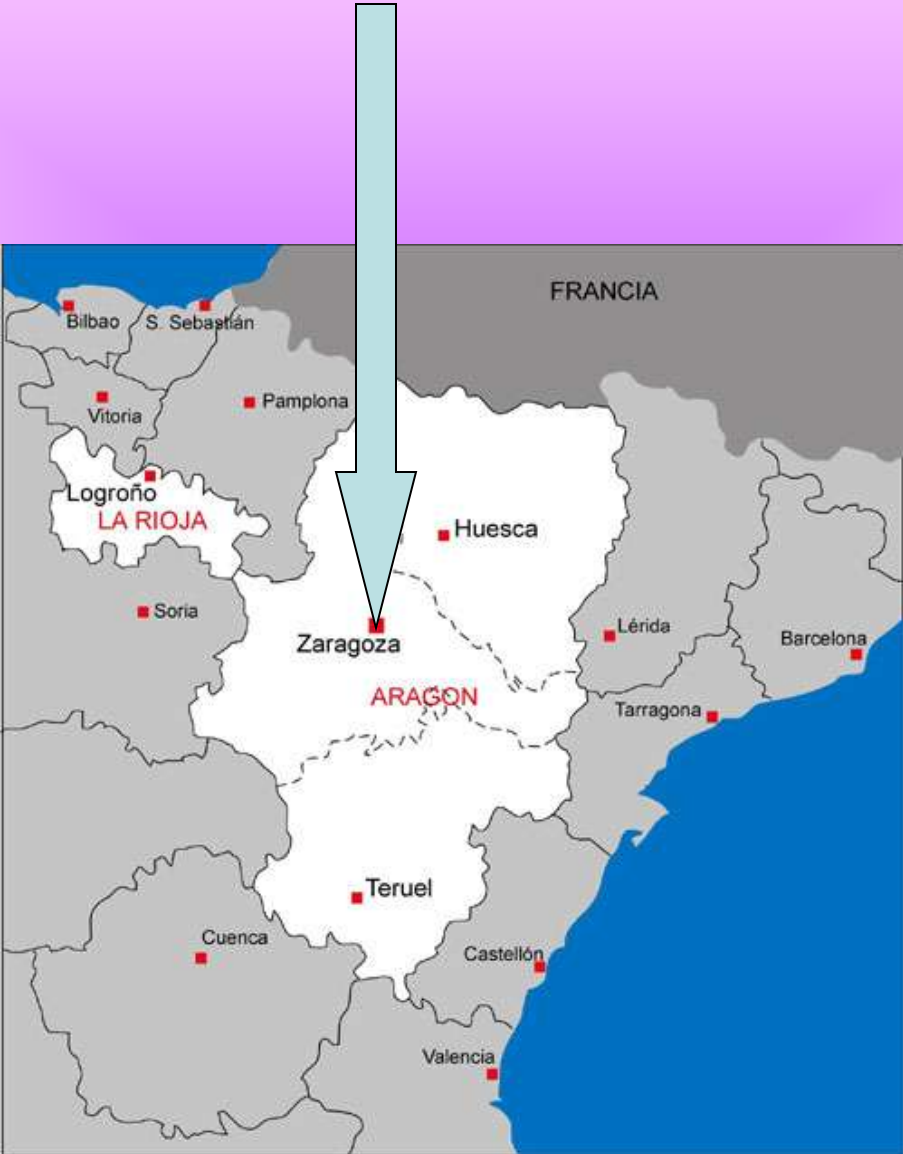 FRANCIA
Bilbao
S. Sebastián
Pamplona
Vitoria
Logroño
LA RIOJA
Huesca
Soria
Zaragoza
Lérida
Barcelona
ARAGON
Tarragona
Teruel
Cuenca
Castellón
Valencia